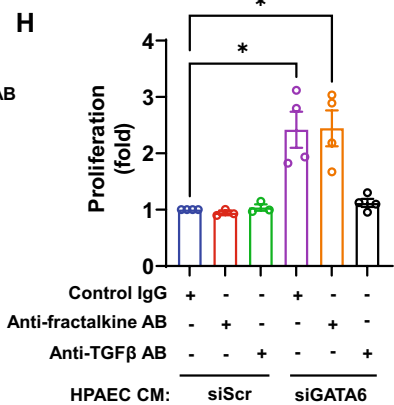 H
*
*
AB
4
3
2
1
0
Proliferation
(fold)
Control IgG + - - + - -
Anti-fractalkine AB - + - - + -
Anti-TGFβ AB - - + - - +
HPAEC CM: siScr siGATA6